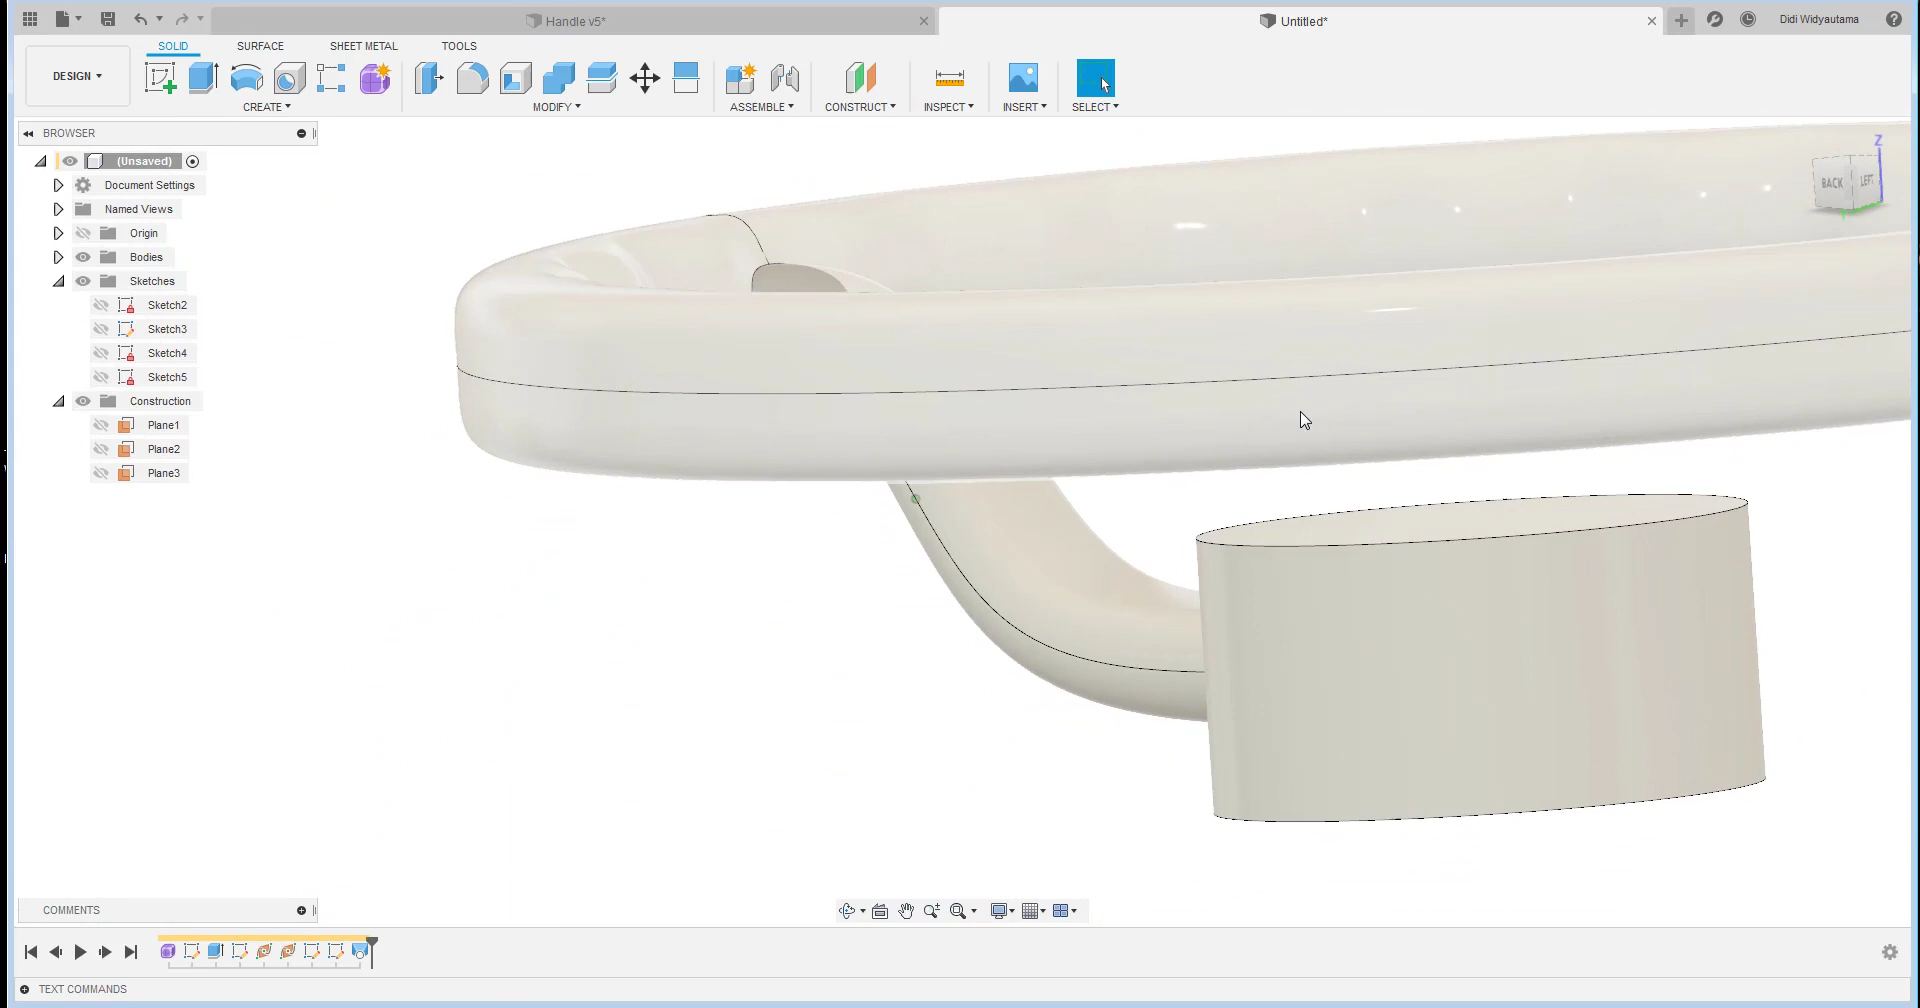 Handle v5*
Untitled*
Didi Widyautama
DESIGN
SOLID
SURFACE
SHEET METAL
TOOLS
CREATE
MODIFY
ASSEMBLE
CONSTRUCT
INSPECT
INSERT
SELECT
BROWSER
(Unsaved)
Document Settings
Named Views
Origin
Bodies
Sketches
Sketch2
Sketch3
Sketch4
Sketch5
Construction
Plane1
Plane2
Plane3
Z
BACK
LEFT
COMMENTS
TEXT COMMANDS